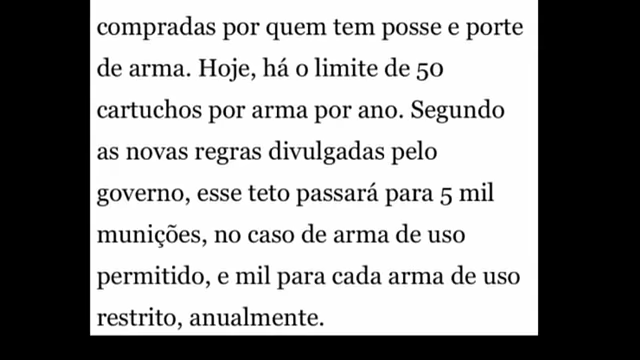 compradas por quem tem posse e porte
de arma. Hoje, há o limite de 50
cartuchos por arma por ano. Segundo
as novas regras divulgadas pelo
governo, esse teto passará para 5 mil
munições, no caso de arma de uso
permitido, e mil para cada arma de uso
restrito, anualmente.